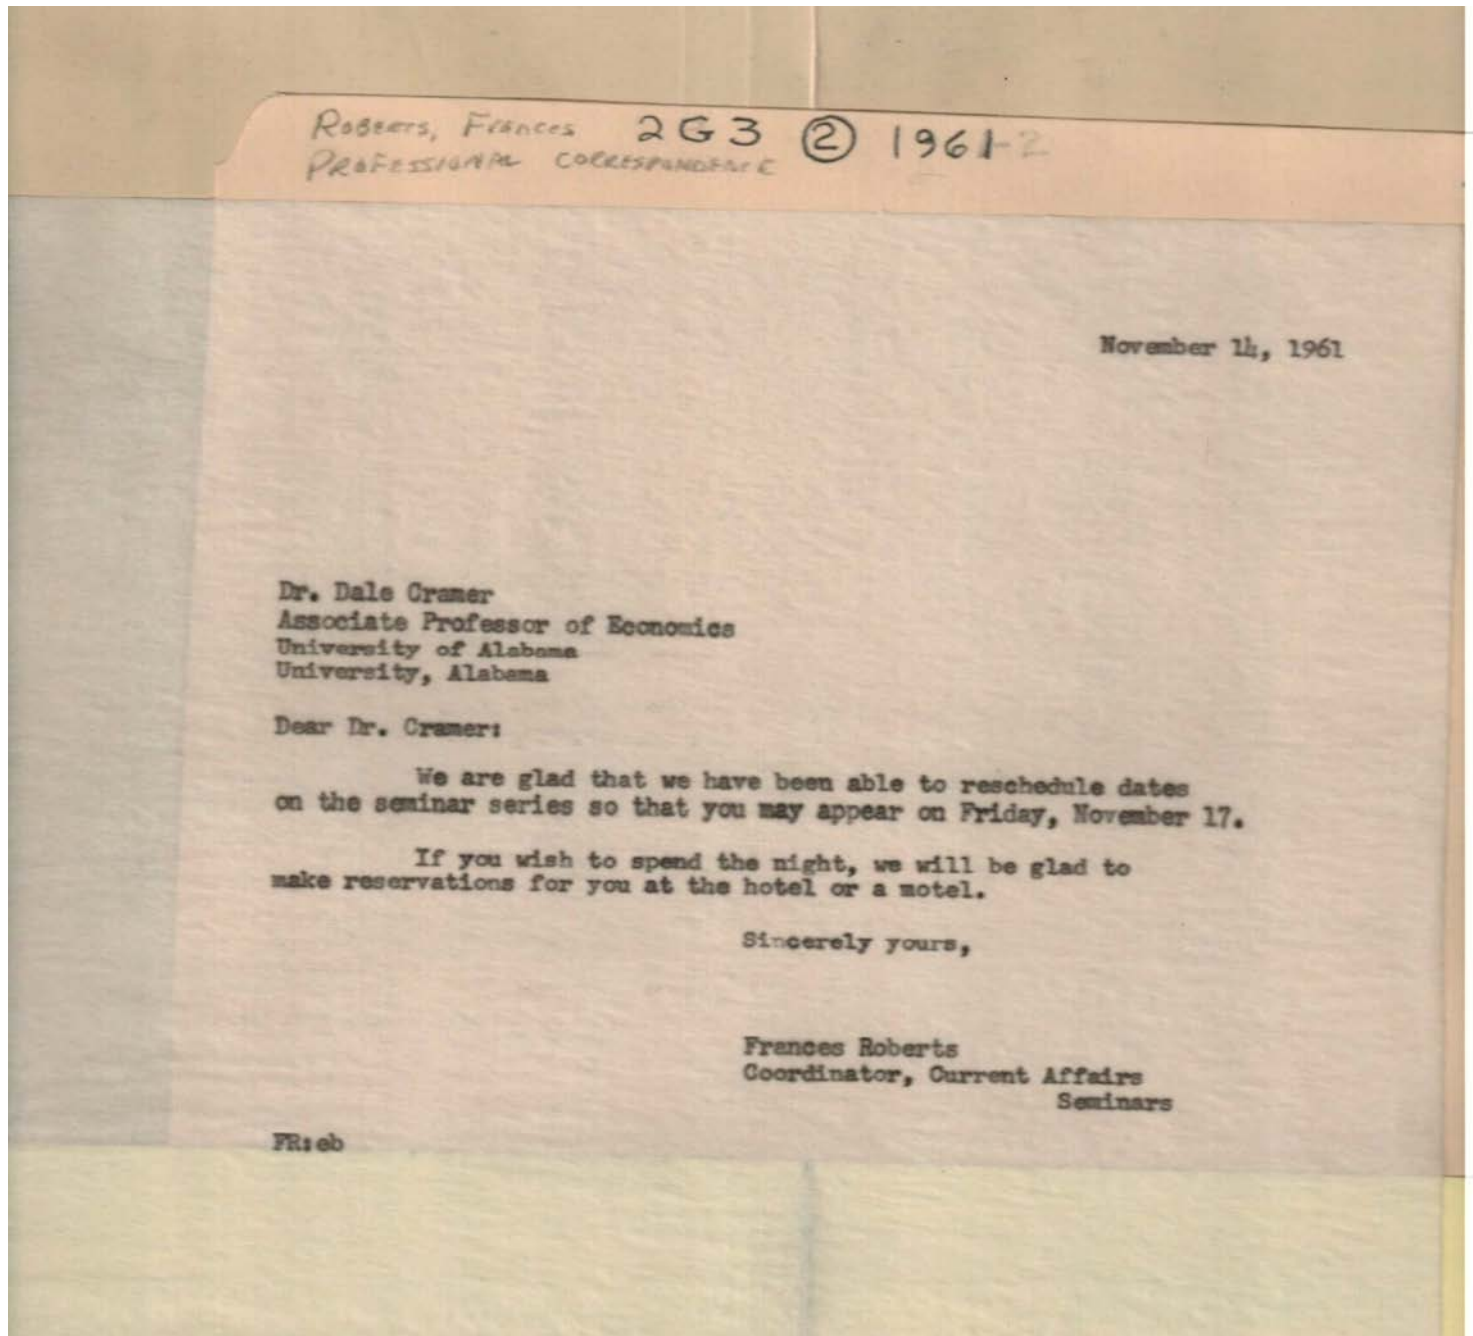 Roberts, Frances 2G3 ② 1961-2
PROFESSIONAL CORRESPONDENCE
November 14, 1961
Dr. Dale Cramer
Associate Professor of Economics
University of Alabama
University, Alabama
Dear Dr. Cramer:
We are glad that we have been able to reschedule dates
on the seminar series so that you may appear on Friday, November 17.
If you wish to spend the night, we will be glad to
make reservations for you at the hotel or a motel.
Sincerely yours,
Frances Roberts
Coordinator, Current Affairs
Seminars
FR:eb